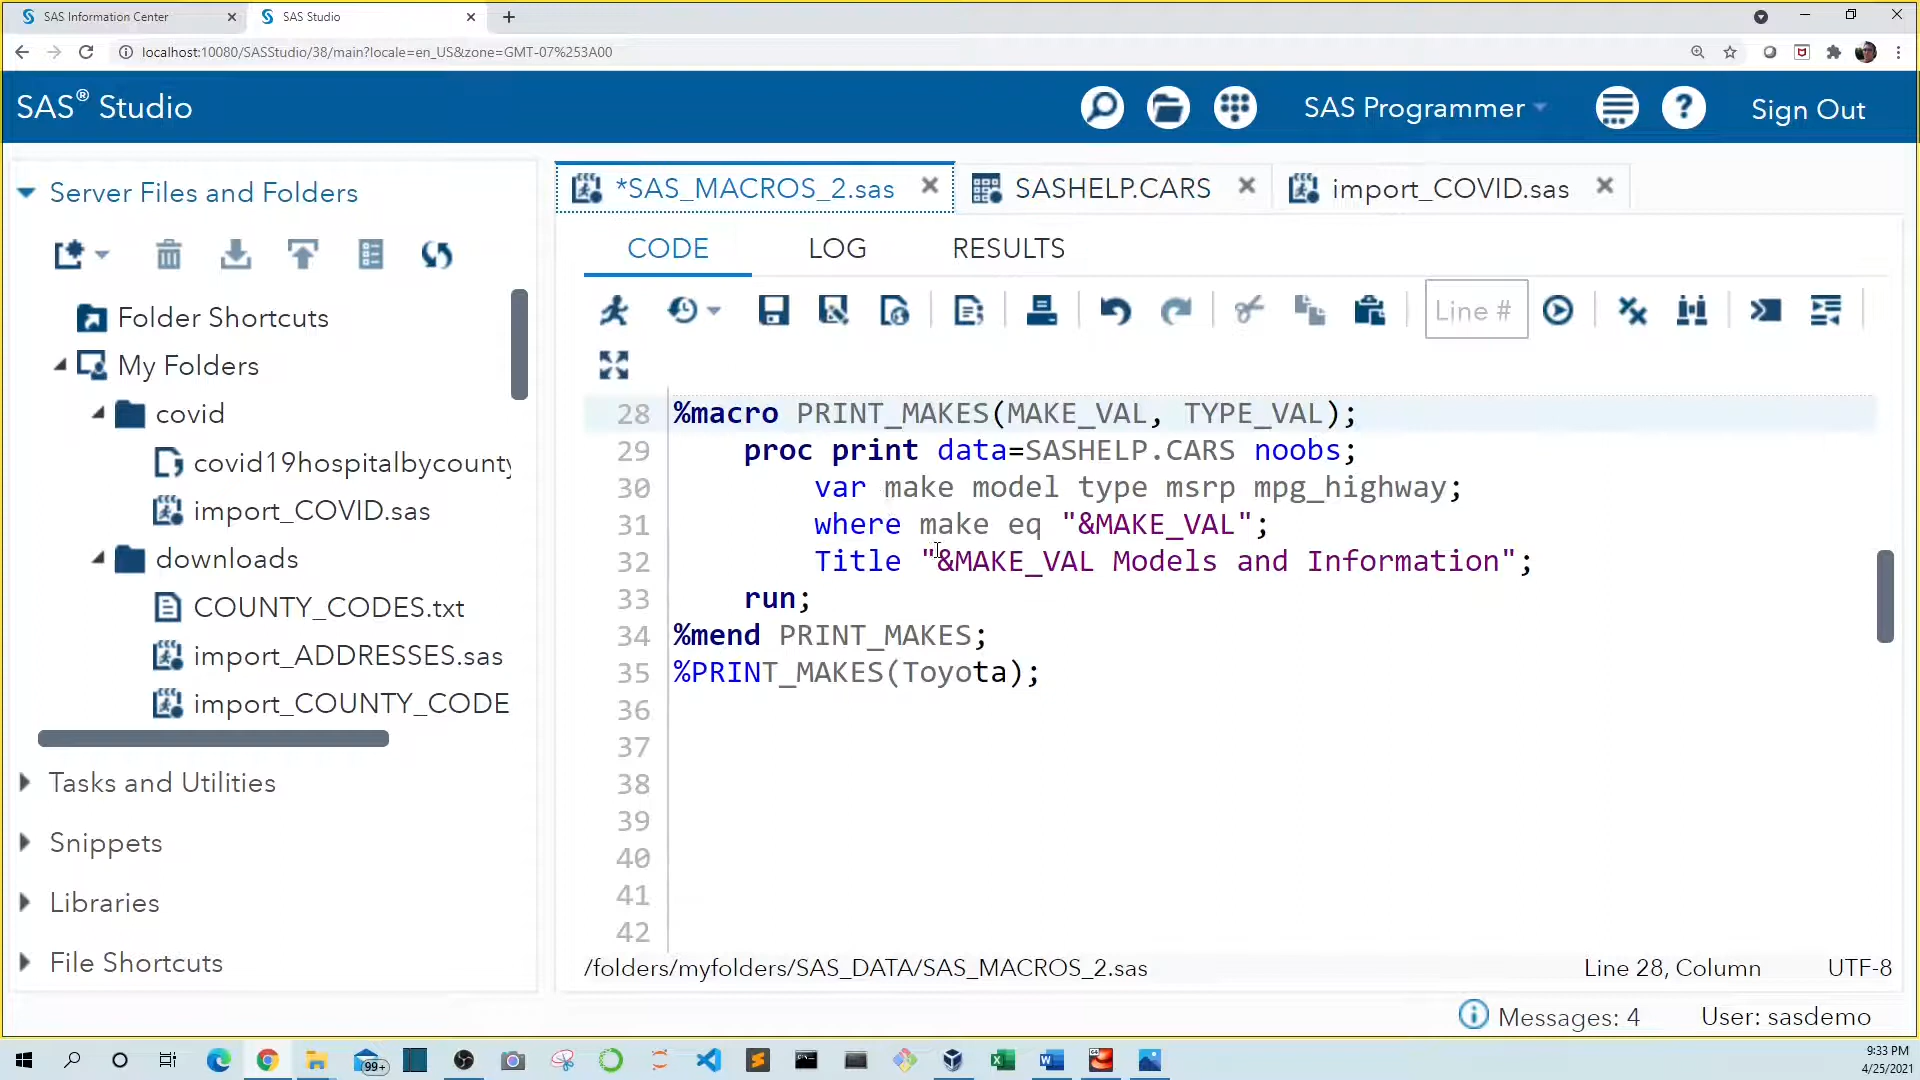 SAS Information Center
SAS Studio
localhost:10080/SASStudio/38/main?locale=en_US&zone=GMT-07%253A00
SAS® Studio
SAS Programmer
Sign Out
Server Files and Folders
Folder Shortcuts
My Folders
covid
covid19hospitalbycounty
import_COVID.sas
downloads
COUNTY_CODES.txt
import_ADDRESSES.sas
import_COUNTY_CODE
Tasks and Utilities
Snippets
Libraries
File Shortcuts
*SAS_MACROS_2.sas
SASHELP.CARS
import_COVID.sas
CODE
LOG
RESULTS
Line #
28 %macro PRINT_MAKES(MAKE_VAL, TYPE_VAL);
29 proc print data=SASHELP.CARS noobs;
30 var make model type msrp mpg_highway;
31 where make eq "&MAKE_VAL";
32 Title "&MAKE_VAL Models and Information";
33 run;
34 %mend PRINT_MAKES;
35 %PRINT_MAKES(Toyota);
36
37
38
39
40
41
42
/folders/myfolders/SAS_DATA/SAS_MACROS_2.sas
Line 28, Column
UTF-8
Messages: 4
User: sasdemo
99+
9:33 PM
4/25/2021